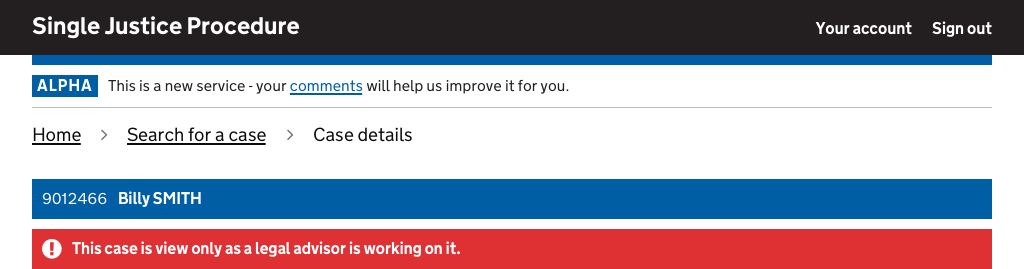 Single Justice Procedure
Your account Sign out
ALPHA This is a new service - your comments will help us improve it for you.
Home Search for a case Case details
9012466 Billy SMITH
This case is view only as a legal advisor is working on it.